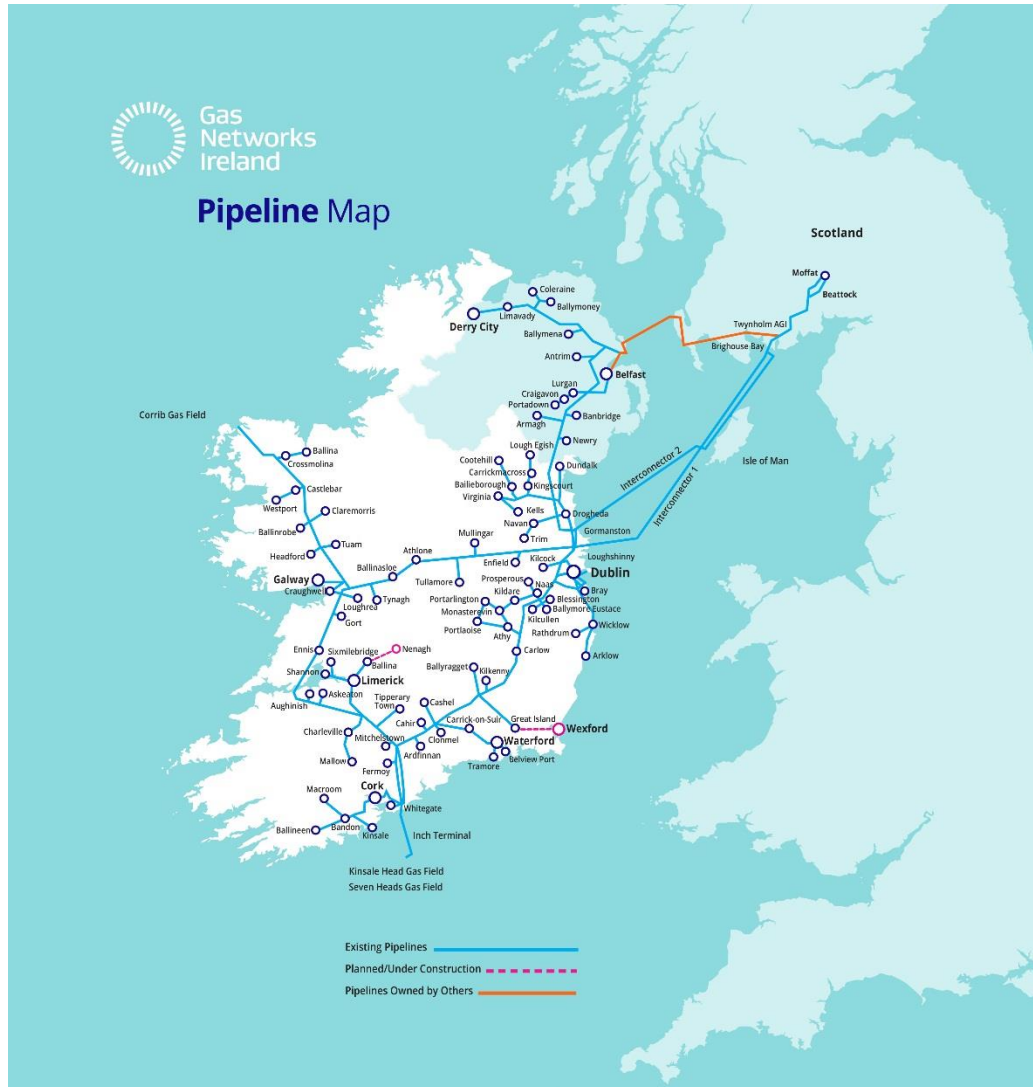 Gas
Networks
Ireland
Pipeline Map
Scotland
Moffat
Beattock
Coleraine
Ballymoney
Limavady
Derry City
Twynholm AGI
Ballymena
Brighouse Bay
Antrim
Belfast
Lurgan
Craigavon
Portadown
Corrib Gas Field
Banbridge
Armagh
Newry
Lough Egish
Ballina
Cootehill
Crossmolina
Carrickmacross
Dundalk
Isle of Man
Interconnector 2
Bailieborough
Kingscourt
Castlebar
Virginia
Interconnector 1
Westport
Claremorris
Kells
Drogheda
Navan
Ballinrobe
Mullingar
Gormanston
Trim
Tuam
Athlone
Headford
Loughshinny
Kilcock
Enfield
Ballinasloe
Dublin
Galway
Tullamore
Prosperous
Naas
Craughwell
Kildare
Blessington
Bray
Tynagh
Portarlington
Loughrea
Monasterevin
Ballymore Eustace
Gort
Kilcullen
Wicklow
Portlaoise
Athy
Rathdrum
Ennis
Sixmilebridge
Nenagh
Carlow
Arklow
Ballina
Ballyragget
Kilkenny
Shannon
Limerick
Askeaton
Tipperary
Town
Cashel
Aughinish
Great Island
Carrick-on-Suir
Cahir
Wexford
Charleville
Mitchelstown
Clonmel
Waterford
Ardfinnan
Belview Port
Mallow
Tramore
Fermoy
Cork
Macroom
Whitegate
Bandon
Ballineen
Kinsale
Inch Terminal
Kinsale Head Gas Field
Seven Heads Gas Field
Existing Pipelines
Planned/Under Construction
Pipelines Owned by Others